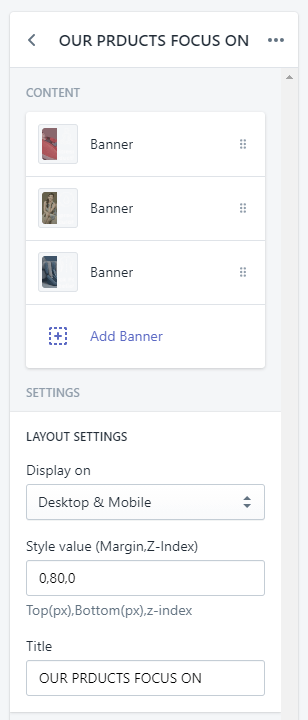 OUR PRDUCTS FOCUS ON
CONTENT
Banner
Banner
Banner
Add Banner
SETTINGS
LAYOUT SETTINGS
Display on
Desktop & Mobile
Style value (Margin,Z-Index)
0,80,0
Top(px),Bottom(px),z-index
Title
OUR PRDUCTS FOCUS ON